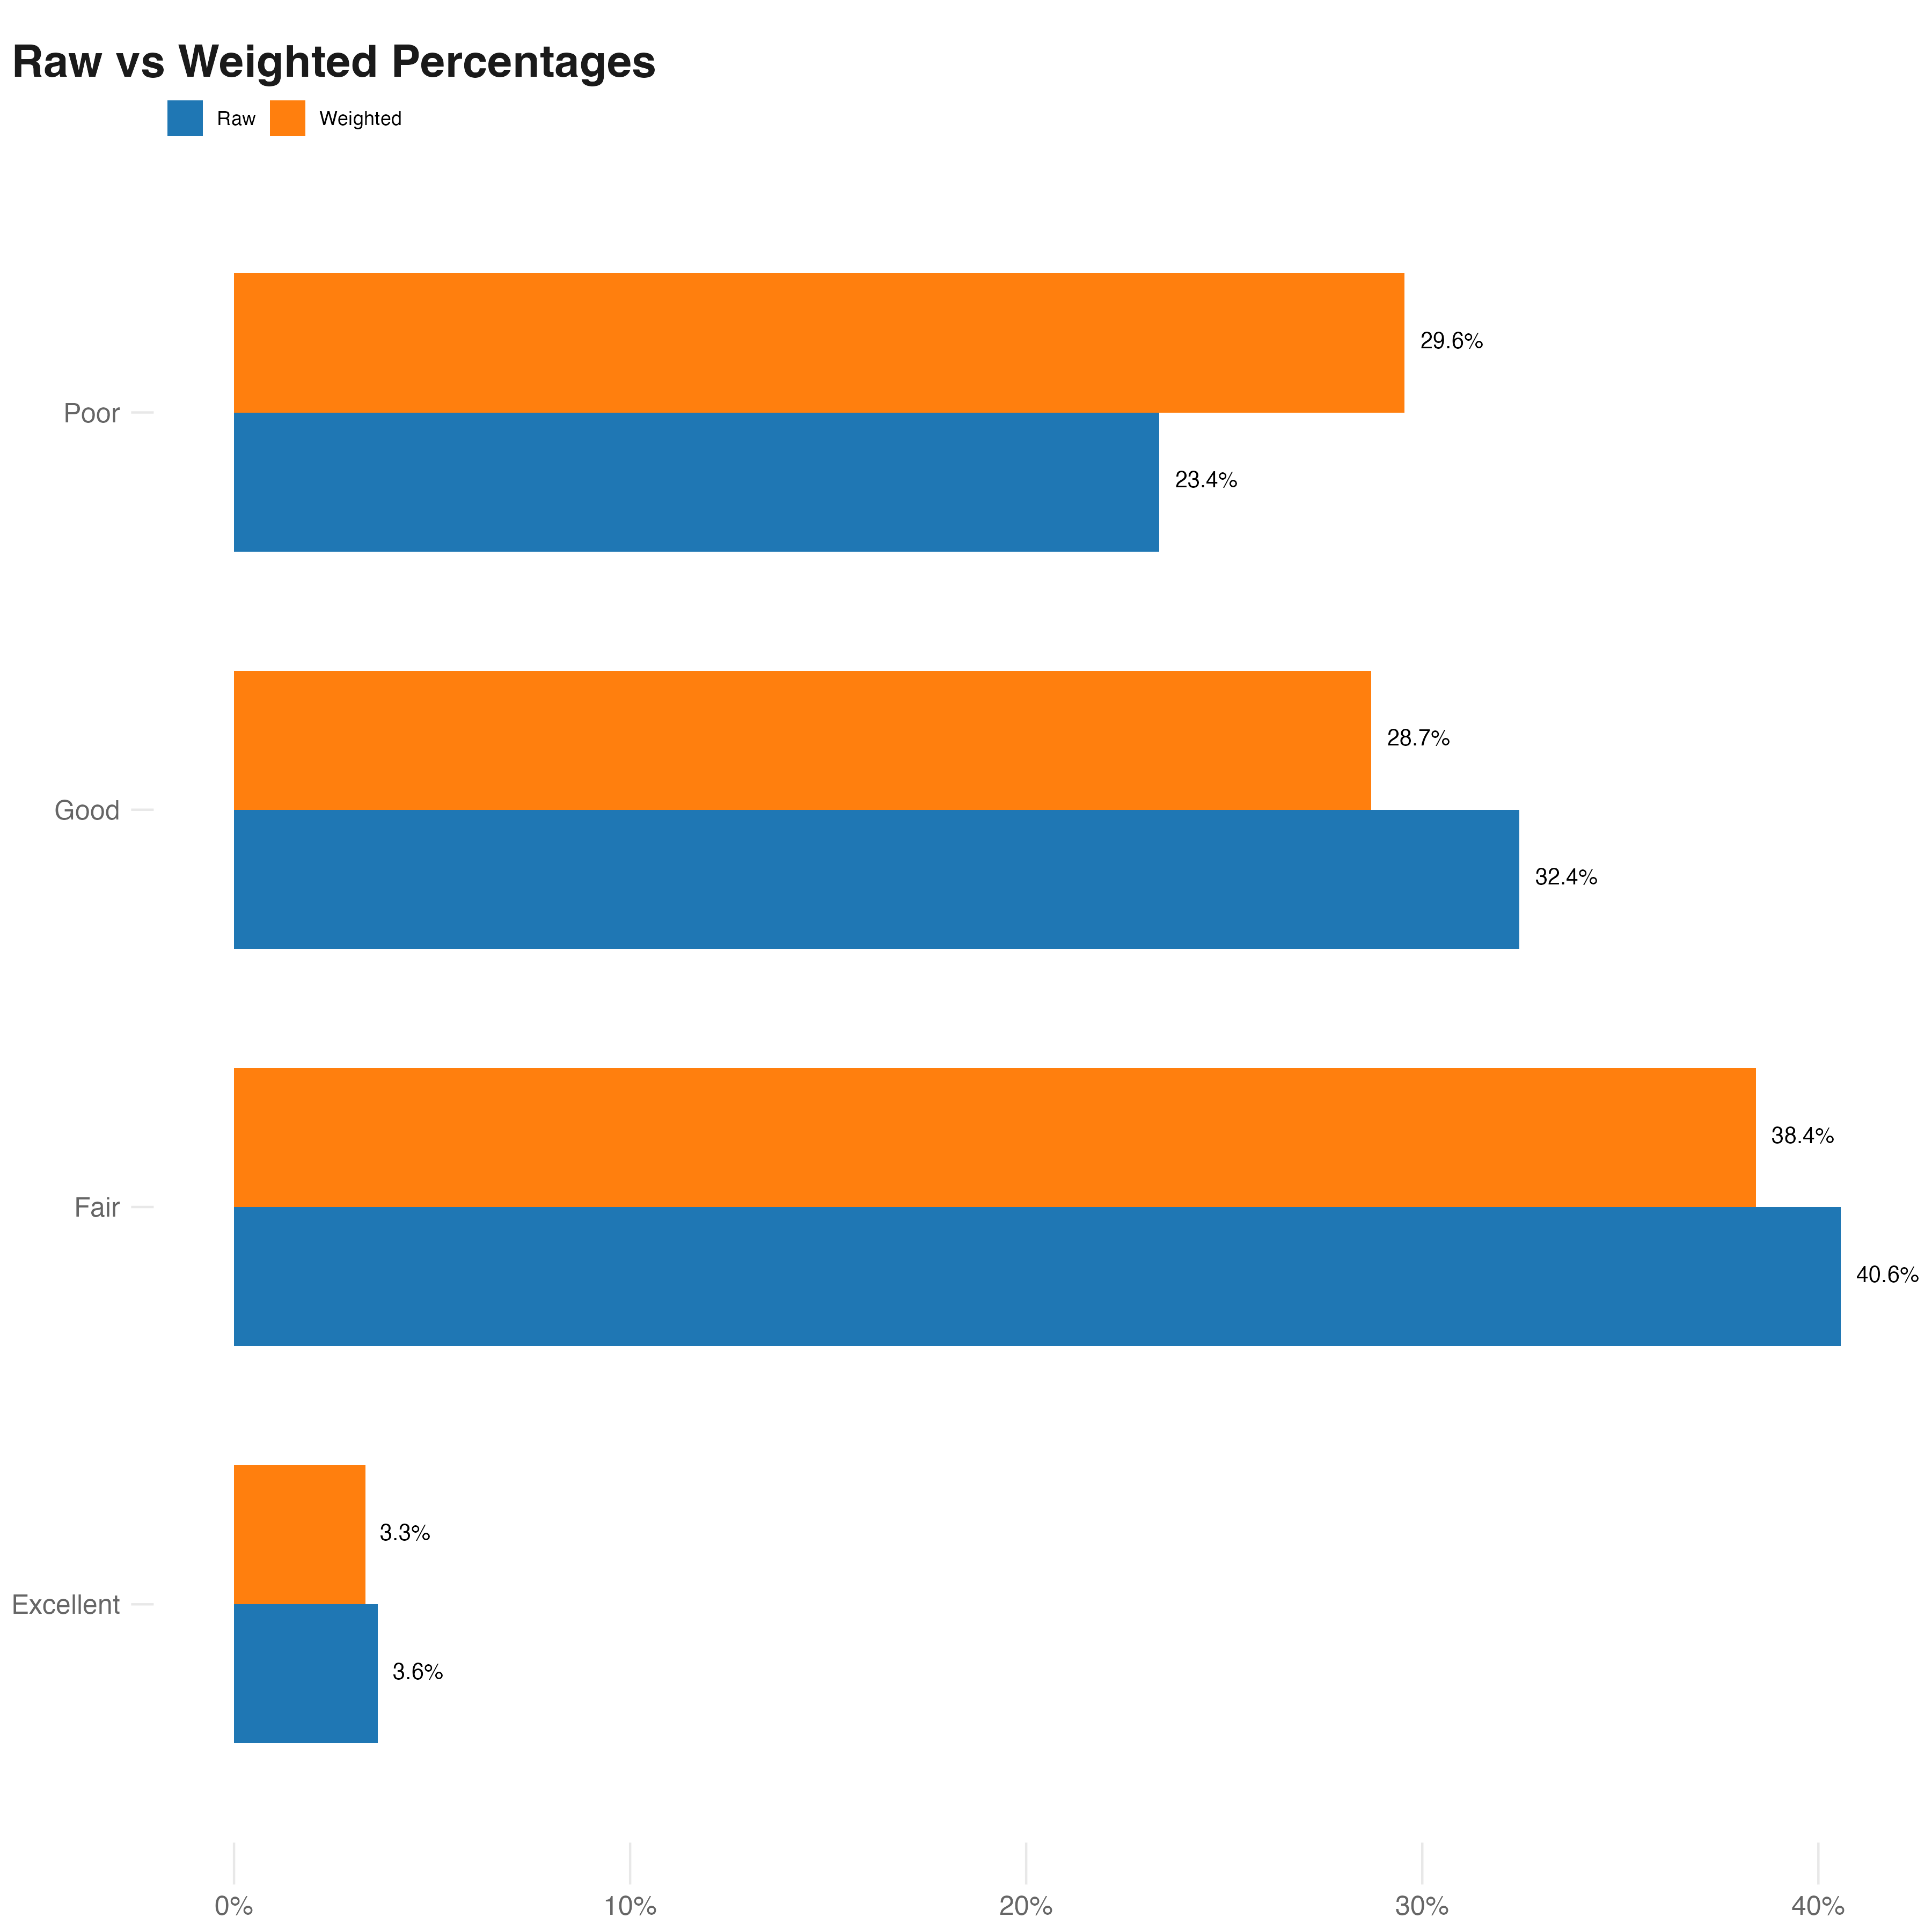 Raw vs Weighted Percentages
Raw Weighted
29.6%
Poor
23.4%
28.7%
Good
32.4%
38.4%
Fair
40.6%
3.3%
Excellent
3.6%
0% 10% 20% 30% 40%